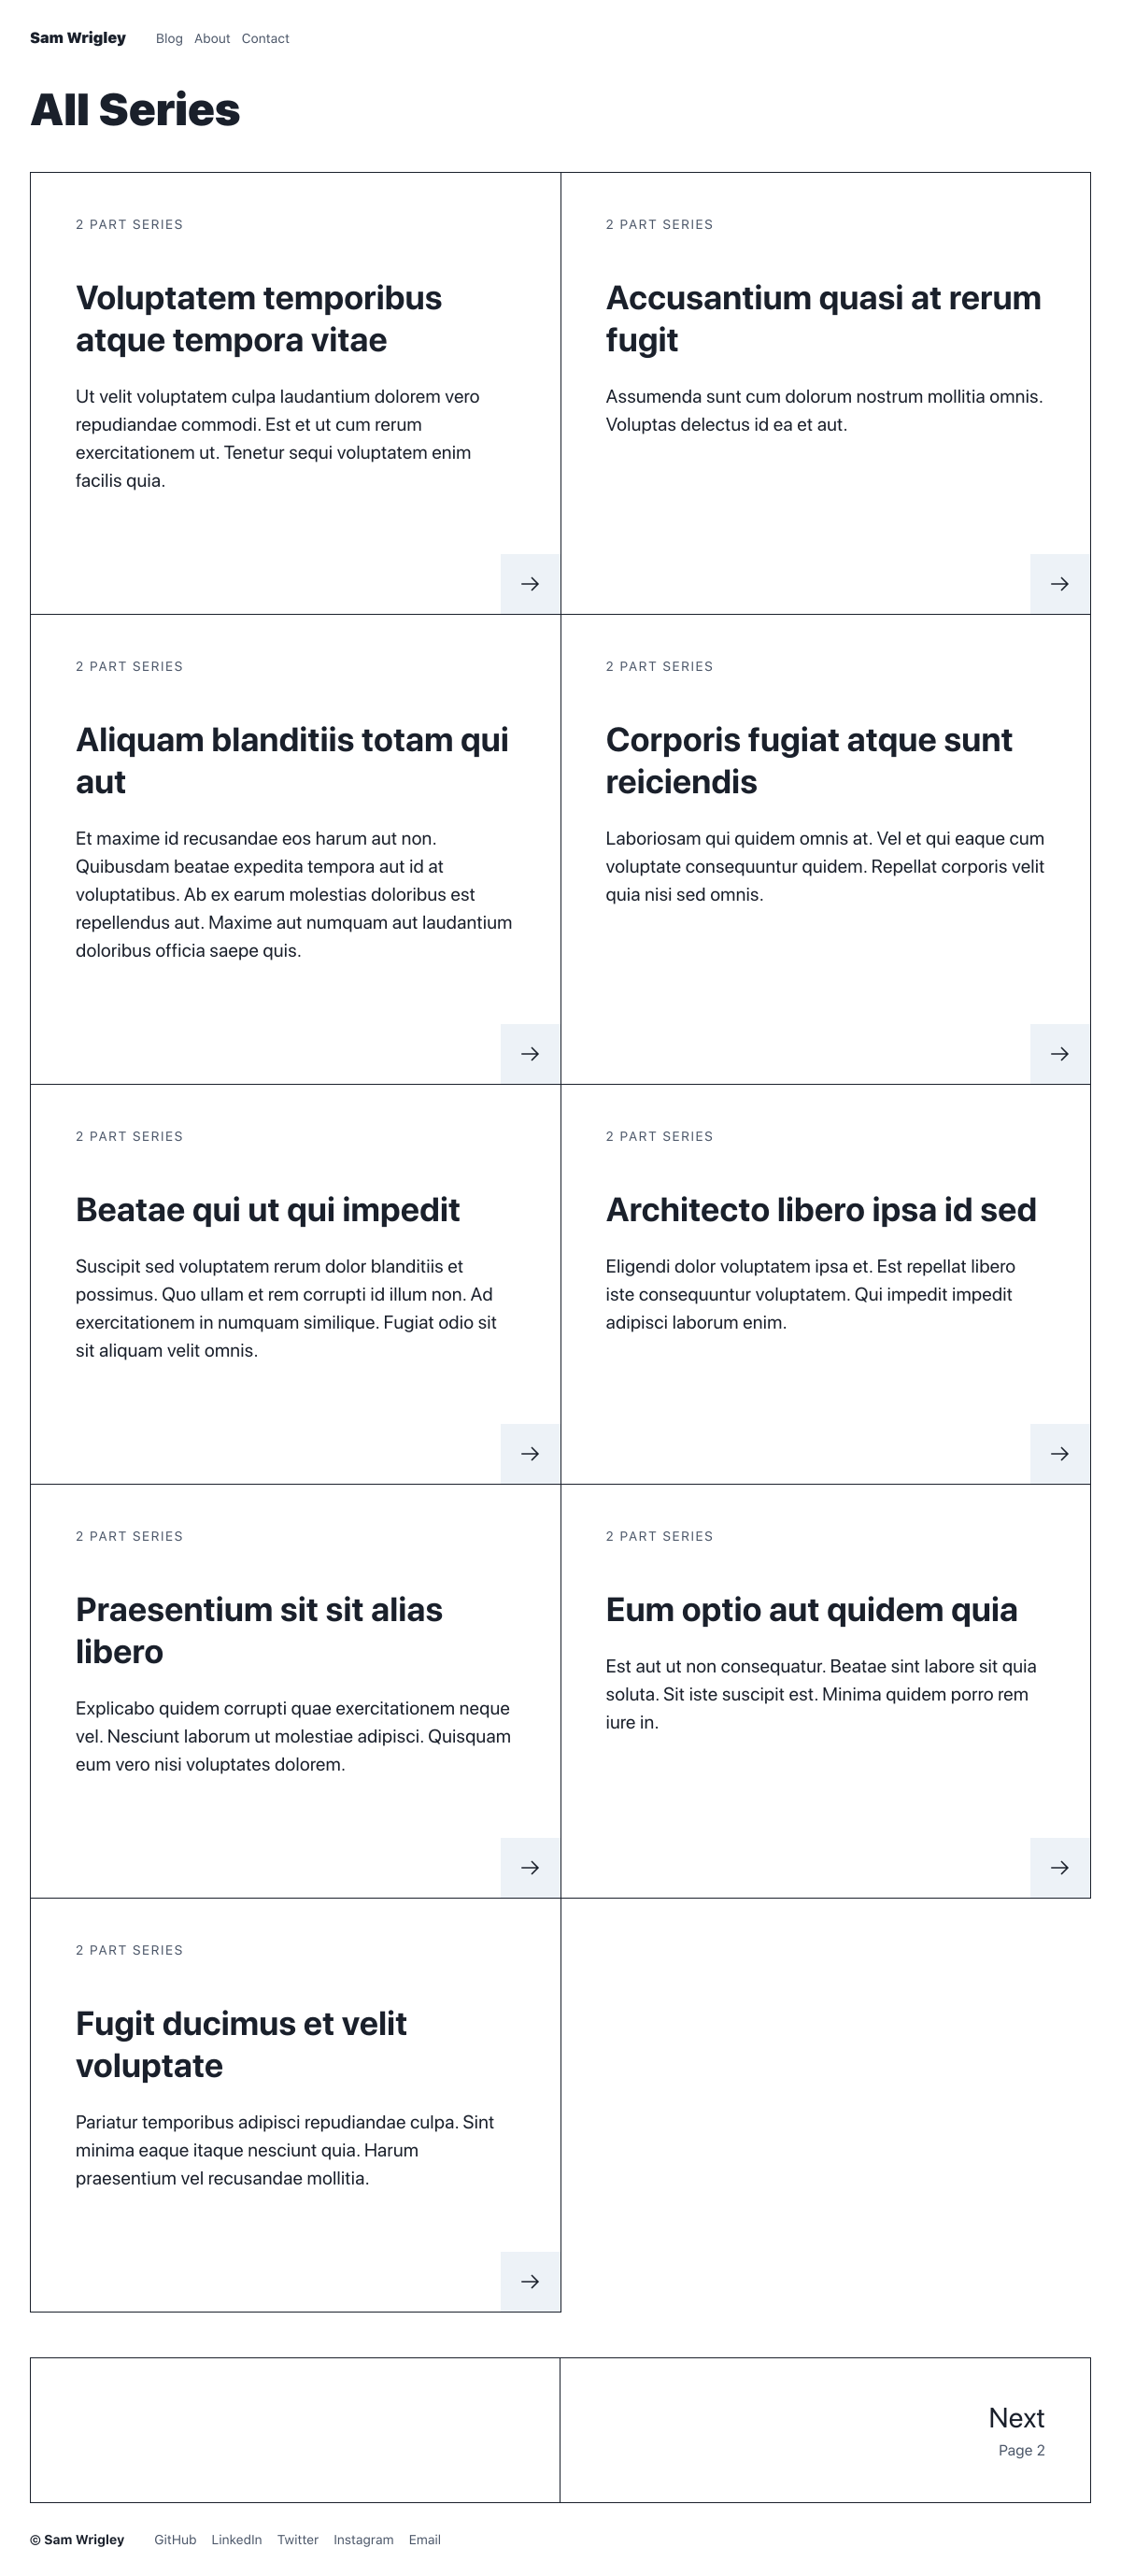 Sam Wrigley Blog About Contact
All Series
2 PART SERIES
Voluptatem temporibus
atque tempora vitae
Ut velit voluptatem culpa laudantium dolorem vero
repudiandae commodi. Est et ut cum rerum
exercitationem ut. Tenetur sequi voluptatem enim
facilis quia.
2 PART SERIES
Accusantium quasi at rerum
fugit
Assumenda sunt cum dolorum nostrum mollitia omnis.
Voluptas delectus id ea et aut.
2 PART SERIES
Aliquam blanditiis totam qui
aut
Et maxime id recusandae eos harum aut non.
Quibusdam beatae expedita tempora aut id at
voluptatibus. Ab ex earum molestias doloribus est
repellendus aut. Maxime aut numquam aut laudantium
doloribus officia saepe quis.
2 PART SERIES
Corporis fugiat atque sunt
reiciendis
Laboriosam qui quidem omnis at. Vel et qui eaque cum
voluptate consequuntur quidem. Repellat corporis velit
quia nisi sed omnis.
2 PART SERIES
Beatae qui ut qui impedit
Suscipit sed voluptatem rerum dolor blanditiis et
possimus. Quo ullam et rem corrupti id illum non. Ad
exercitationem in numquam similique. Fugiat odio sit
sit aliquam velit omnis.
2 PART SERIES
Architecto libero ipsa id sed
Eligendi dolor voluptatem ipsa et. Est repellat libero
iste consequuntur voluptatem. Qui impedit impedit
adipisci laborum enim.
2 PART SERIES
Praesentium sit sit alias
libero
Explicabo quidem corrupti quae exercitationem neque
vel. Nesciunt laborum ut molestiae adipisci. Quisquam
eum vero nisi voluptates dolorem.
2 PART SERIES
Eum optio aut quidem quia
Est aut ut non consequatur. Beatae sint labore sit quia
soluta. Sit iste suscipit est. Minima quidem porro rem
iure in.
2 PART SERIES
Fugit ducimus et velit
voluptate
Pariatur temporibus adipisci repudiandae culpa. Sint
minima eaque itaque nesciunt quia. Harum
praesentium vel recusandae mollitia.
Next
Page 2
© Sam Wrigley GitHub LinkedIn Twitter Instagram Email